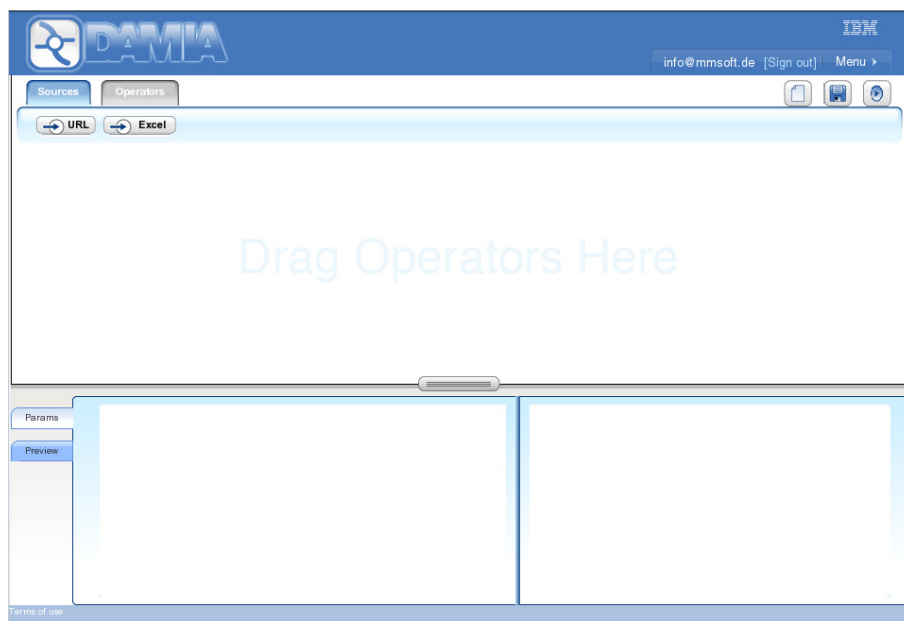 DAMIA
IBM
info@mmsoft.de [Sign out] Menu
Sources Operators
URL Excel
Drag Operators Here
Params
Preview
Terms of use